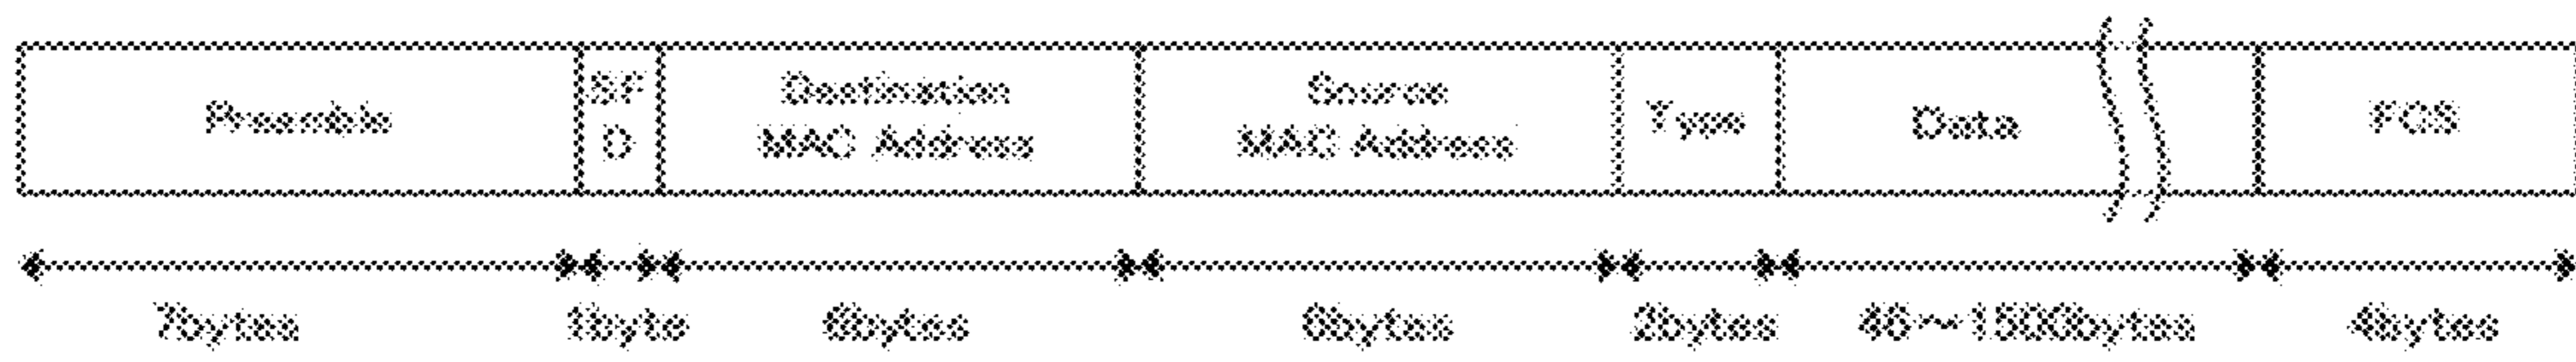 Preamble
SF
D
Destination
MAC Address
Source
MAC Address
Type
Data
FCS
7bytes
1byte
6bytes
6bytes
2bytes
46~1500bytes
4bytes